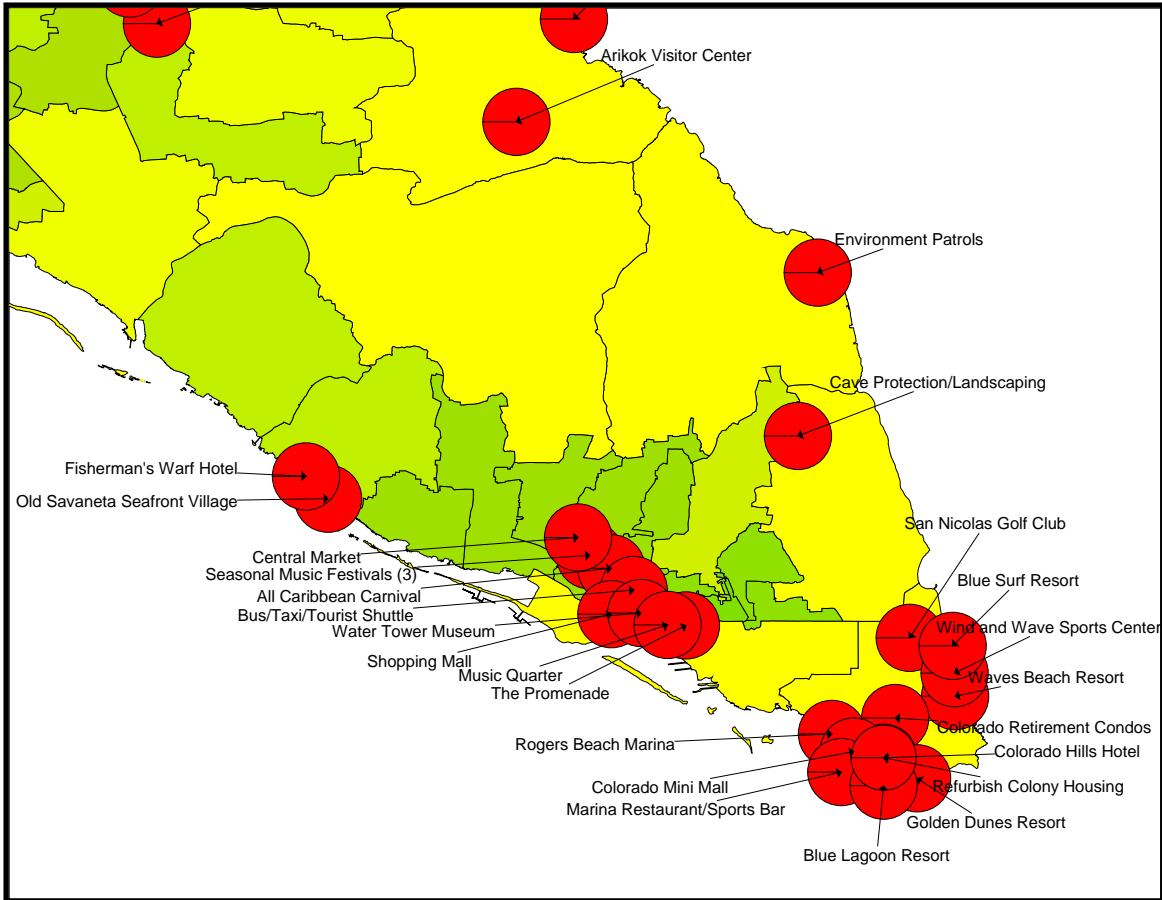 Arikok Visitor Center
Environment Patrols
Cave Protection/Landscaping
Fisherman's Warf Hotel
Old Savaneta Seafront Village
San Nicolas Golf Club
Central Market
Seasonal Music Festivals (3)
Blue Surf Resort
All Caribbean Carnival
Bus/Taxi/Tourist Shuttle
Water Tower Museum
Wind and Wave Sports Center
Shopping Mall
Music Quarter
Waves Beach Resort
The Promenade
Colorado Retirement Condos
Rogers Beach Marina
Colorado Hills Hotel
Colorado Mini Mall
Refurbish Colony Housing
Marina Restaurant/Sports Bar
Golden Dunes Resort
Blue Lagoon Resort